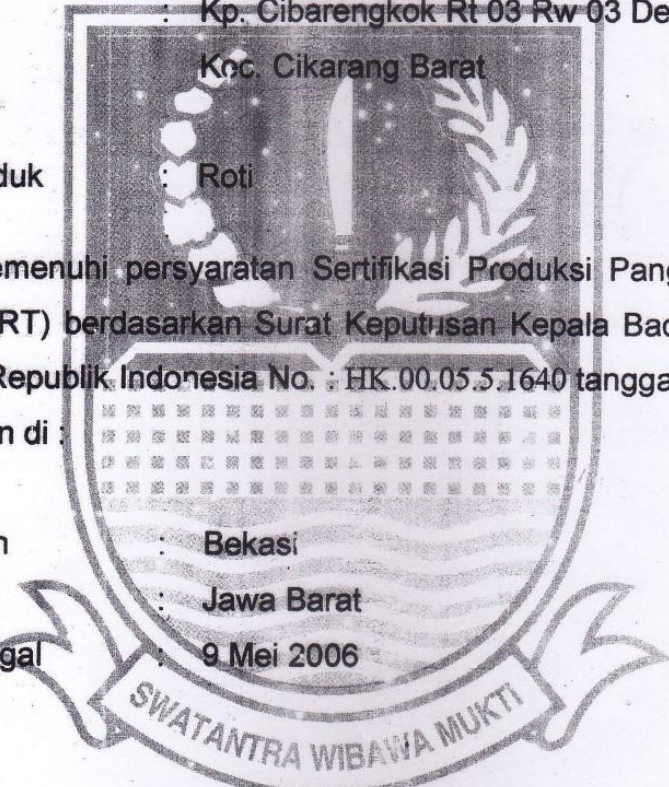 : Kp. Cibarengkok Rt 03 Rw 03 De
Kec. Cikarang Barat
duk : Roti
emenuhi persyaratan Sertifikasi Produksi Pang
RT) berdasarkan Surat Keputusan Kepala Bad
Republik Indonesia No. : HK.00.05.5.1640 tangga
n di :
n : Bekasi
: Jawa Barat
ggal : 9 Mei 2006
SWATANTRA WIBAWA MUKTI